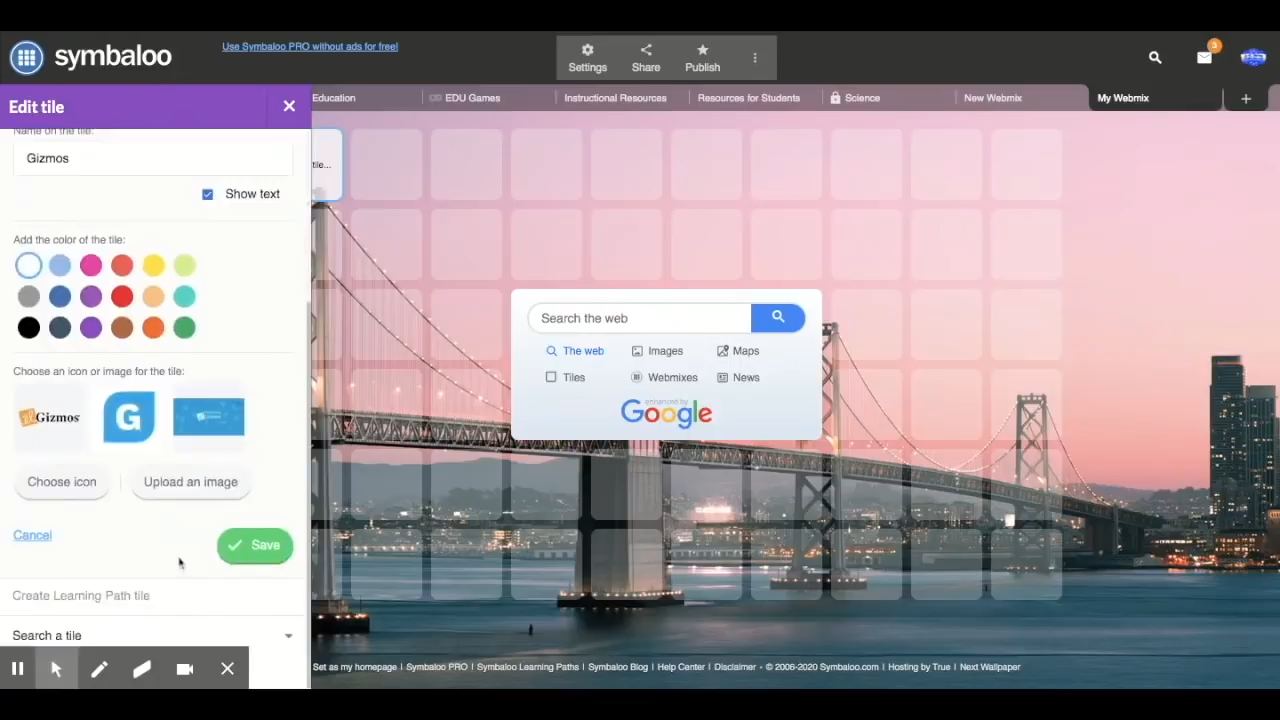 symbaloo
Use Symbaloo PRO without ads for free!
Settings
Share
Publish
3
Edit tile
Education
EDU Games
Instructional Resources
Resources for Students
Science
New Webmix
My Webmix
Name on the tile:
Gizmos
tile...
Show text
Add the color of the tile:
Search the web
The web
Images
Maps
Tiles
Webmixes
News
enhanced by
Google
Choose an icon or image for the tile:
Gizmos
G
Choose icon
Upload an image
Cancel
Save
Create Learning Path tile
Search a tile
Set as my homepage | Symbaloo PRO | Symbaloo Learning Paths | Symbaloo Blog | Help Center | Disclaimer - © 2006-2020 Symbaloo.com | Hosting by True | Next Wallpaper